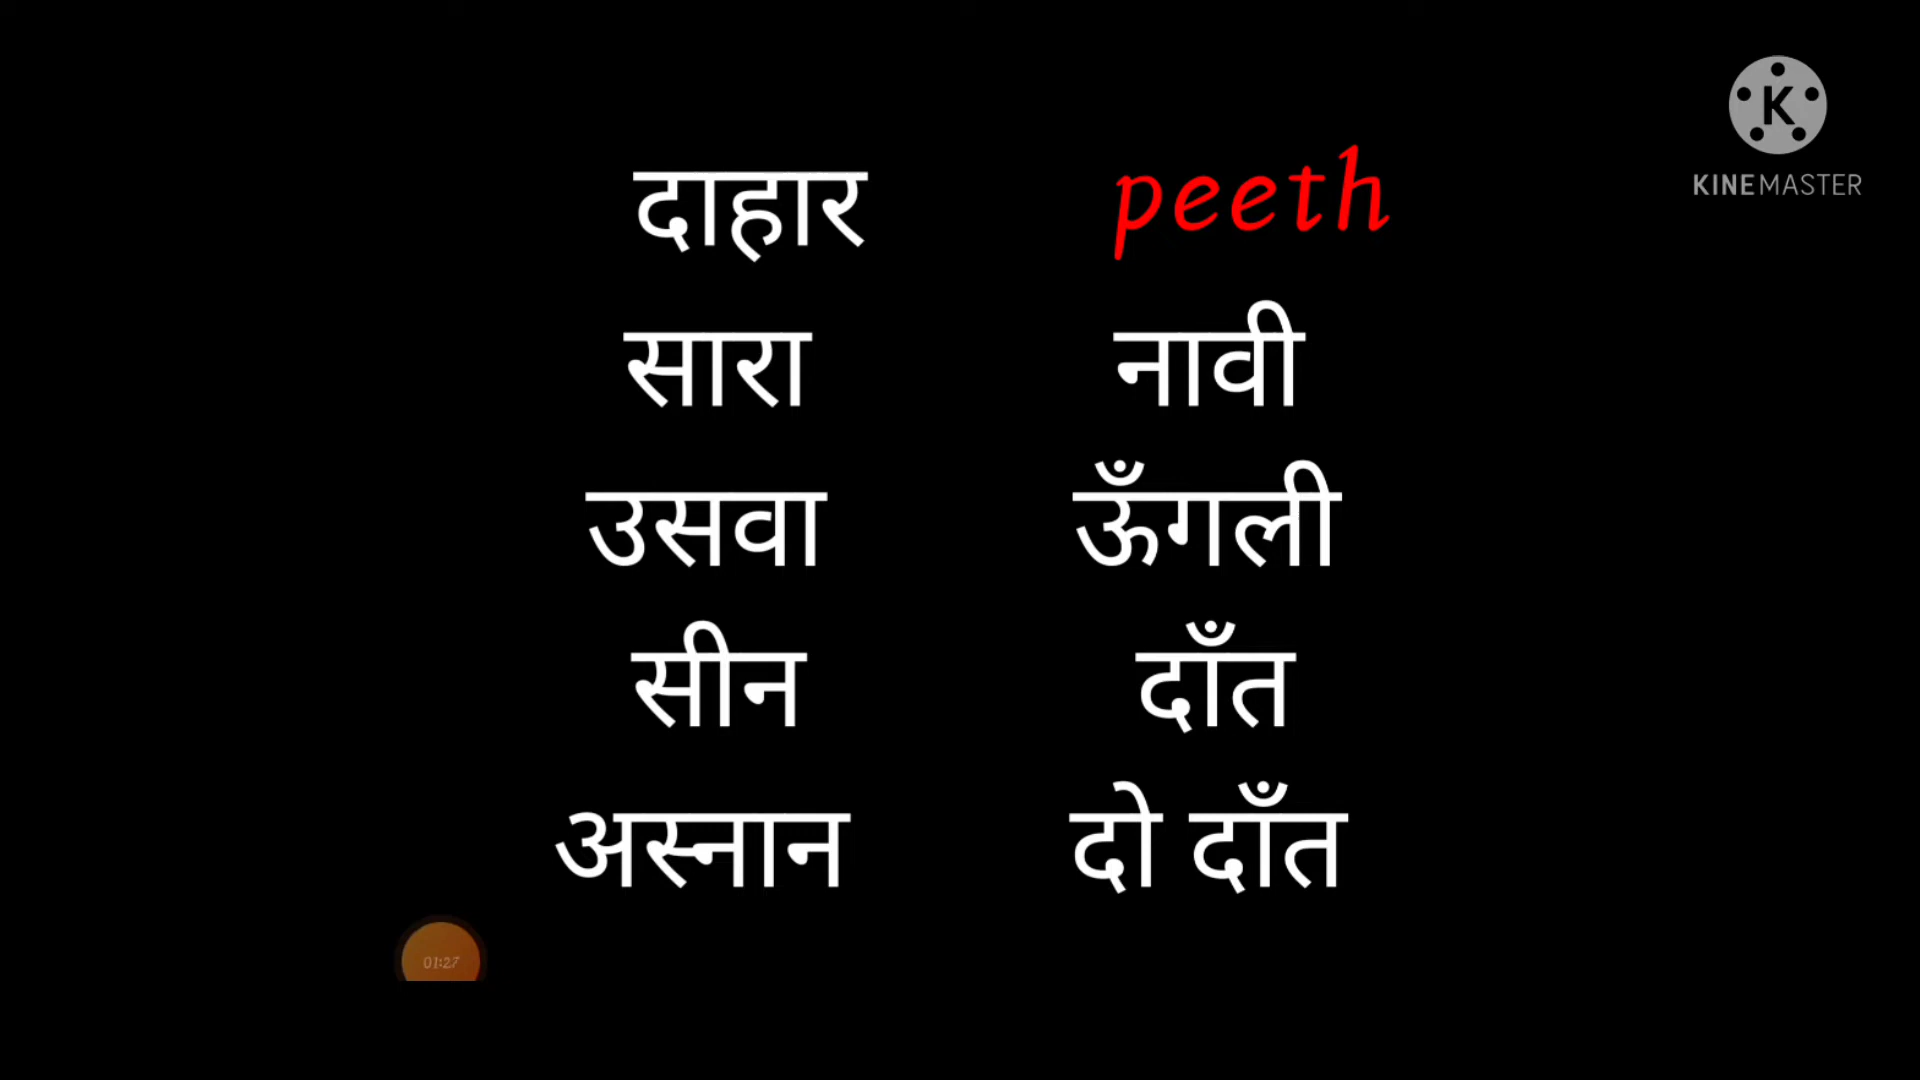 दाहार peeth
सारा नावी
उसवा ऊँगली
सीन दाँत
अस्नान दो दाँत
K
KINEMASTER
01:27